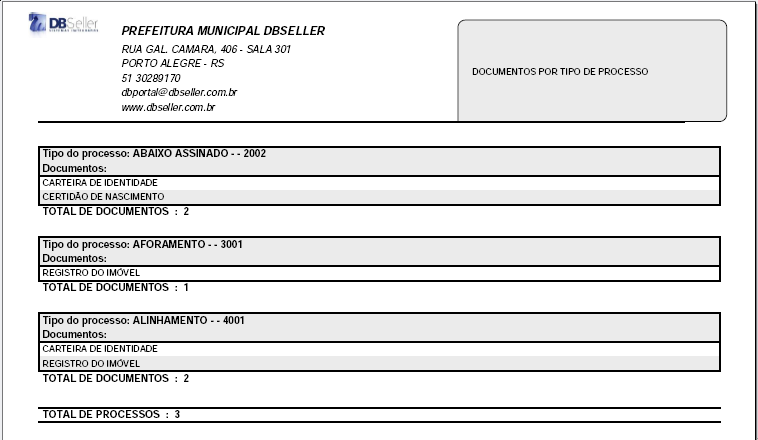 DBSeller
SISTEMAS INTEGRADOS
PREFEITURA MUNICIPAL DBSELLER
RUA GAL. CAMARA, 406 - SALA 301
PORTO ALEGRE - RS
51 30289170
dbportal@dbseller.com.br
www.dbseller.com.br
DOCUMENTOS POR TIPO DE PROCESSO
Tipo do processo: ABAIXO ASSINADO - - 2002
Documentos:
CARTEIRA DE IDENTIDADE
CERTIDÃO DE NASCIMENTO
TOTAL DE DOCUMENTOS : 2
Tipo do processo: AFORAMENTO - - 3001
Documentos:
REGISTRO DO IMÓVEL
TOTAL DE DOCUMENTOS : 1
Tipo do processo: ALINHAMENTO - - 4001
Documentos:
CARTEIRA DE IDENTIDADE
REGISTRO DO IMÓVEL
TOTAL DE DOCUMENTOS : 2
TOTAL DE PROCESSOS : 3